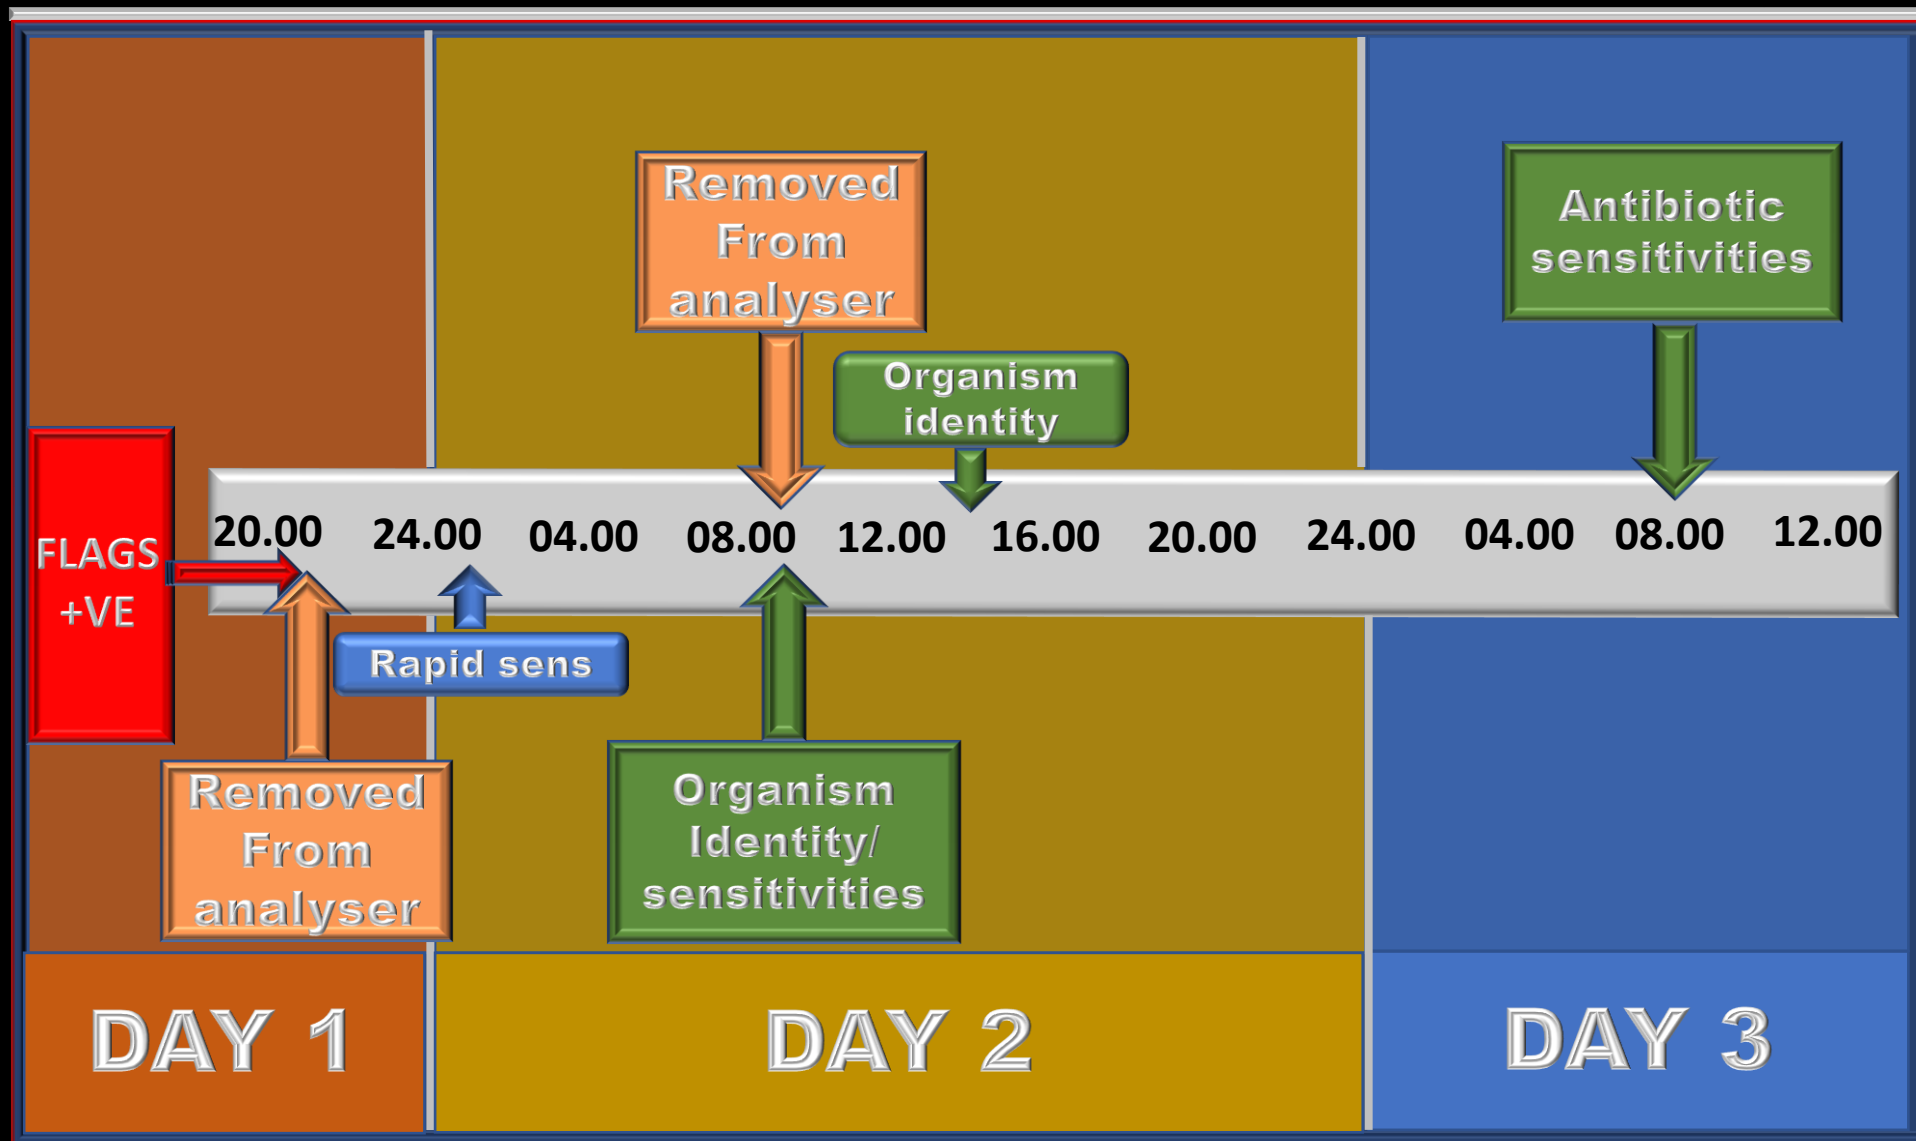 Removed
From
analyser
Antibiotic
sensitivities
Organism
identity
FLAGS
+VE
20.00 24.00 04.00 08.00 12.00 16.00 20.00 24.00 04.00 08.00 12.00
Rapid sens
Removed
From
analyser
Organism
Identity/
sensitivities
DAY 1 DAY 2 DAY 3